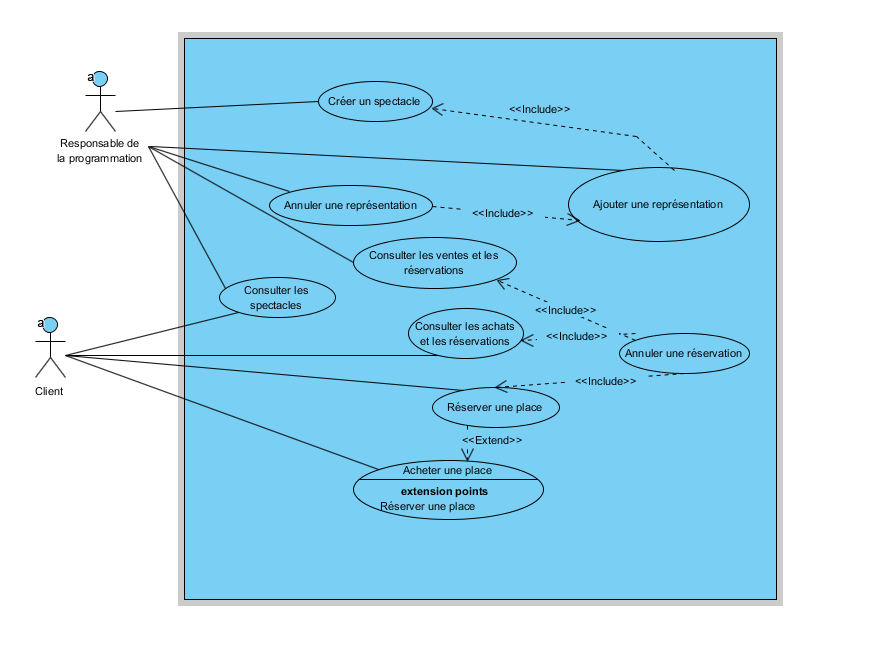 a
Créer un spectacle
<<Include>>
Responsable de
la programmation
Annuler une représentation
<<Include>>
Ajouter une représentation
Consulter les ventes et les
réservations
Consulter les
spectacles
<<Include>>
a
Consulter les achats
et les réservations
<<Include>>
Annuler une réservation
Client
<<Include>>
Réserver une place
<<Extend>>
Acheter une place
extension points
Réserver une place